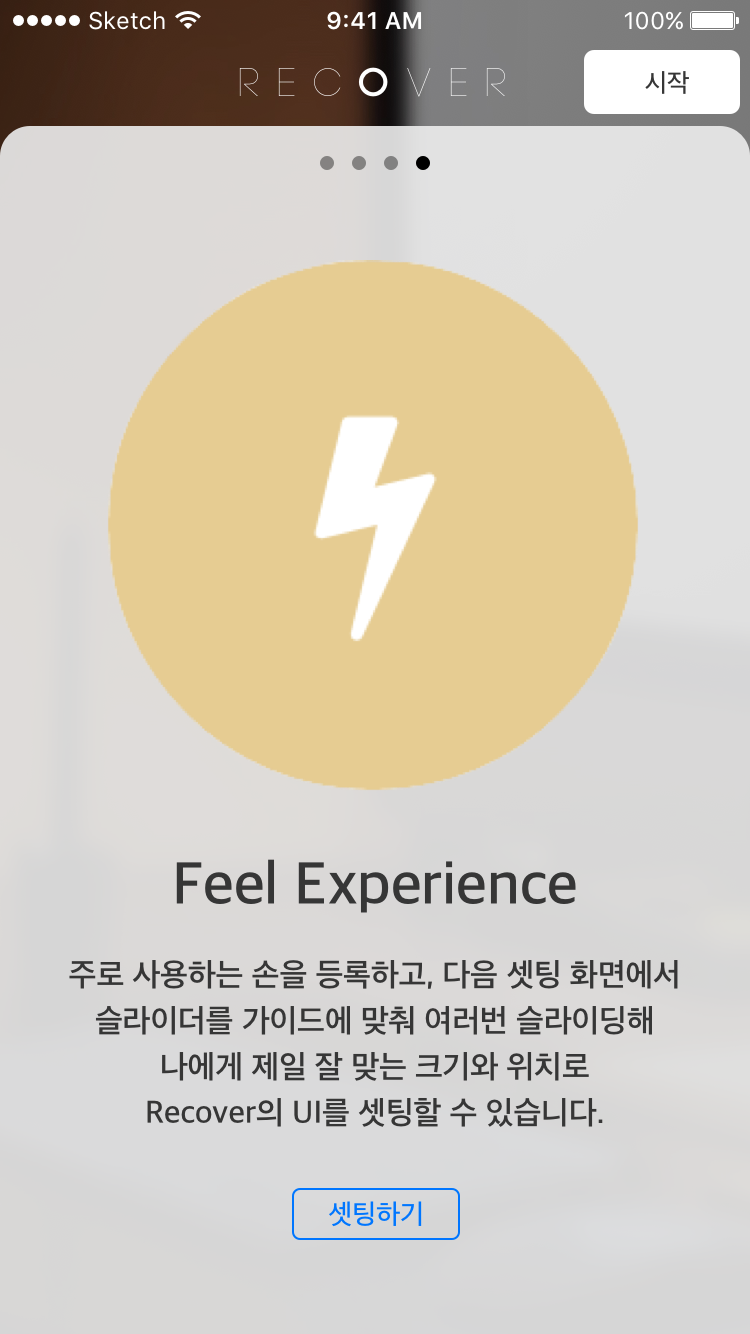 Sketch 9:41 AM 100%
RECOVER
시작
Feel Experience
주로 사용하는 손을 등록하고, 다음 셋팅 화면에서
슬라이더를 가이드에 맞춰 여러번 슬라이딩해
나에게 제일 잘 맞는 크기와 위치로
Recover의 UI를 셋팅할 수 있습니다.
셋팅하기